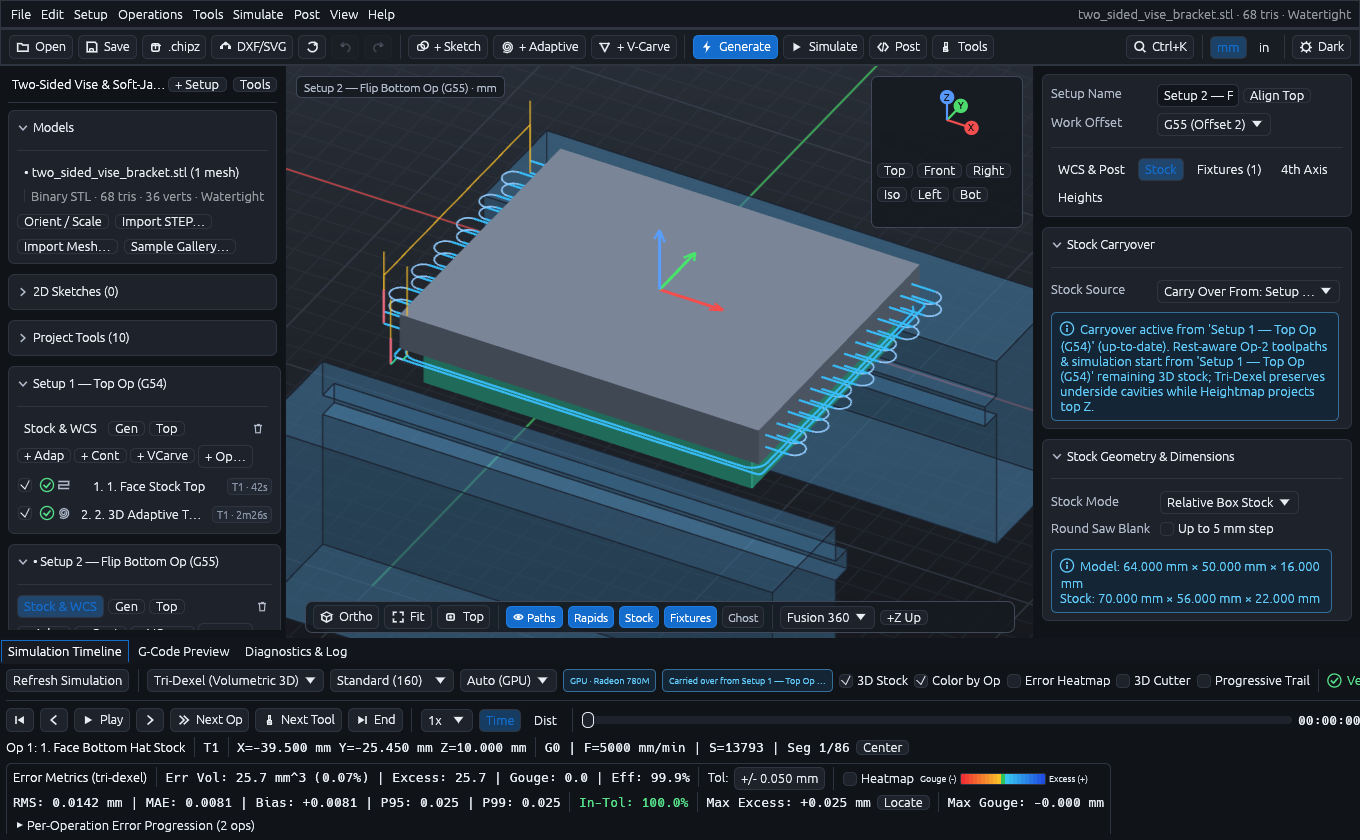 File Edit Setup Operations Tools Simulate Post View Help
two_sided_vise_bracket.stl · 68 tris · Watertight
Open Save .chipz DXF/SVG + Sketch + Adaptive + V-Carve Generate Simulate Post Tools Ctrl+K mm in Dark
Two-Sided Vise & Soft-Ja… + Setup Tools
Models
• two_sided_vise_bracket.stl (1 mesh)
Binary STL · 68 tris · 36 verts · Watertight
Orient / Scale Import STEP…
Import Mesh… Sample Gallery…
2D Sketches (0)
Project Tools (10)
Setup 1 — Top Op (G54)
Stock & WCS Gen Top
+ Adap + Cont + VCarve + Op…
1. 1. Face Stock Top T1 · 42s
2. 2. 3D Adaptive T… T1 · 2m26s
• Setup 2 — Flip Bottom Op (G55)
Stock & WCS Gen Top
Setup 2 — Flip Bottom Op (G55) · mm
Z Y X
Top Front Right
Iso Left Bot
Ortho Fit Top Paths Rapids Stock Fixtures Ghost Fusion 360 +Z Up
Setup Name Setup 2 — F Align Top
Work Offset G55 (Offset 2)
WCS & Post Stock Fixtures (1) 4th Axis
Heights
Stock Carryover
Stock Source Carry Over From: Setup …
Carryover active from 'Setup 1 — Top Op
(G54)' (up-to-date). Rest-aware Op-2 toolpaths
& simulation start from 'Setup 1 — Top Op
(G54)' remaining 3D stock; Tri-Dexel preserves
underside cavities while Heightmap projects
top Z.
Stock Geometry & Dimensions
Stock Mode Relative Box Stock
Round Saw Blank Up to 5 mm step
Model: 64.000 mm × 50.000 mm × 16.000
mm
Stock: 70.000 mm × 56.000 mm × 22.000 mm
Simulation Timeline G-Code Preview Diagnostics & Log
Refresh Simulation Tri-Dexel (Volumetric 3D) Standard (160) Auto (GPU) GPU · Radeon 780M Carried over from Setup 1 — Top Op … 3D Stock Color by Op Error Heatmap 3D Cutter Progressive Trail Ve
Play Next Op Next Tool End 1x Time Dist 00:00:00
Op 1: 1. Face Bottom Hat Stock T1 X=-39.500 mm Y=-25.450 mm Z=10.000 mm G0 | F=5000 mm/min | S=13793 | Seg 1/86 Center
Error Metrics (tri-dexel) Err Vol: 25.7 mm^3 (0.07%) | Excess: 25.7 | Gouge: 0.0 | Eff: 99.9% Tol: +/- 0.050 mm Heatmap Gouge (-) Excess (+)
RMS: 0.0142 mm | MAE: 0.0081 | Bias: +0.0081 | P95: 0.025 | P99: 0.025 In-Tol: 100.0% Max Excess: +0.025 mm Locate Max Gouge: -0.000 mm
Per-Operation Error Progression (2 ops)